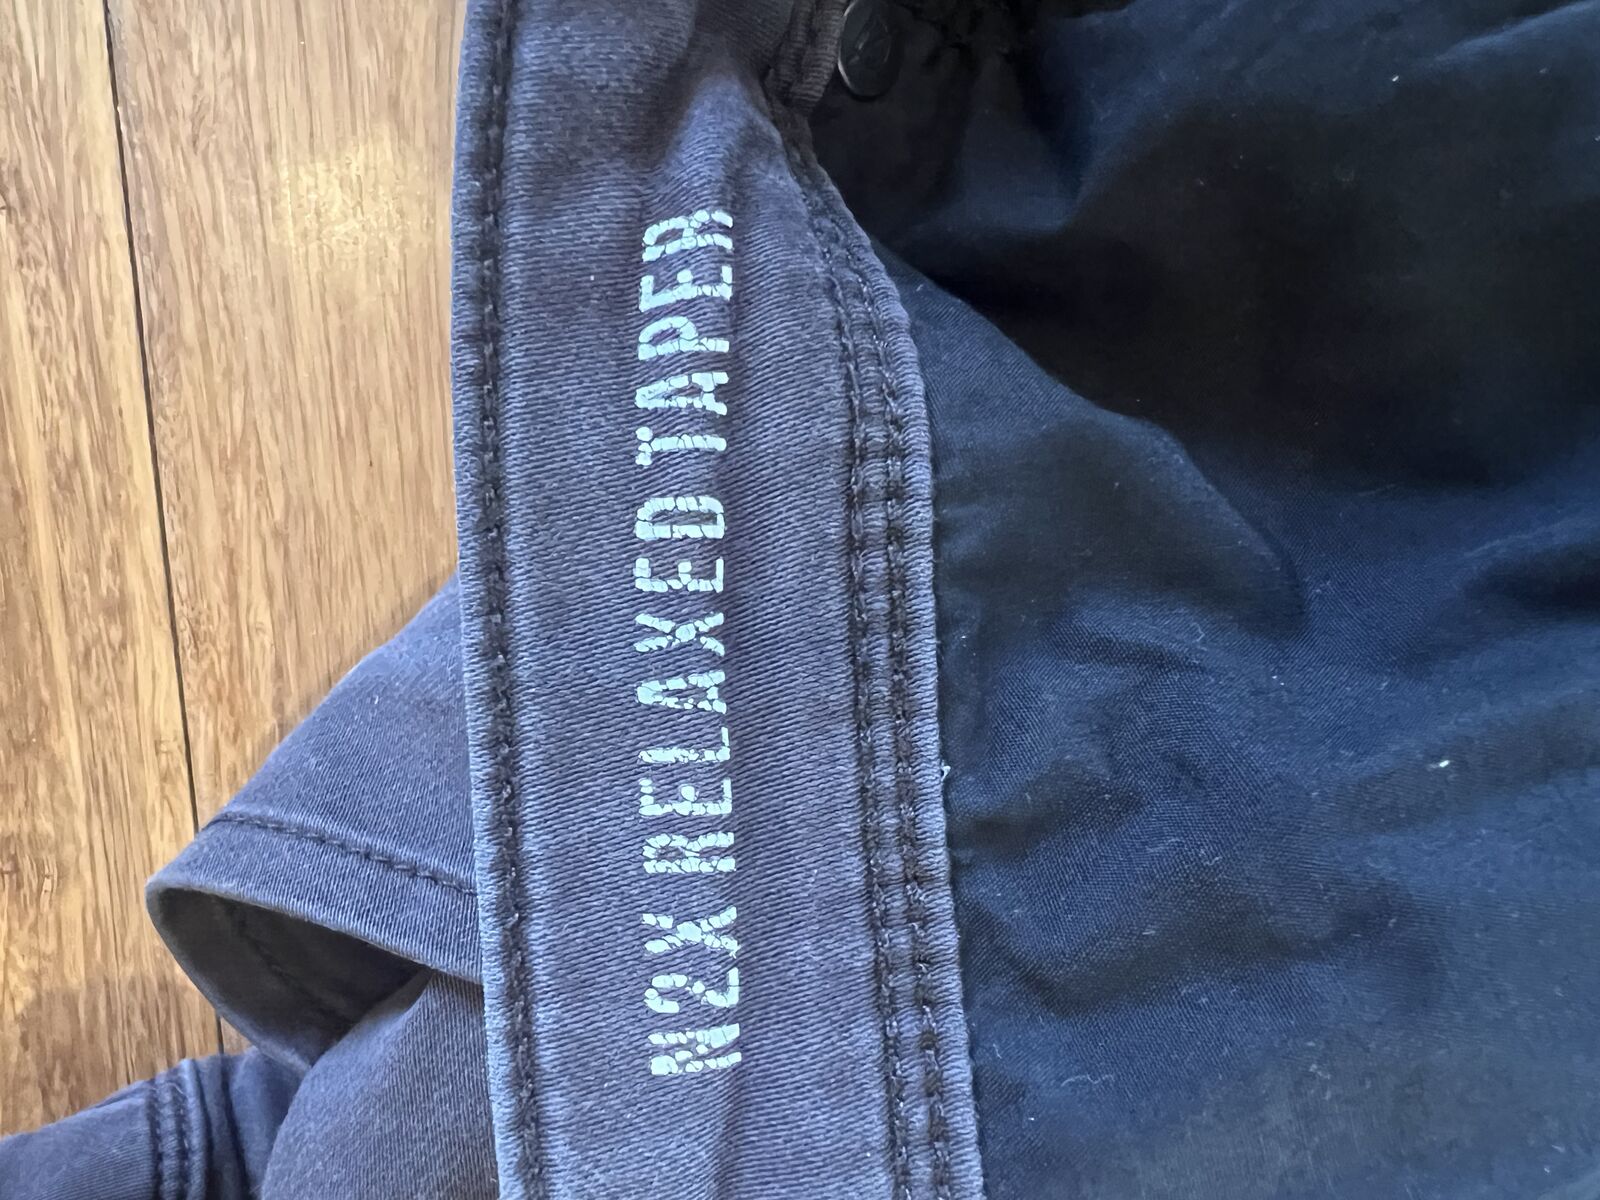 N2X RELAXED TAPER